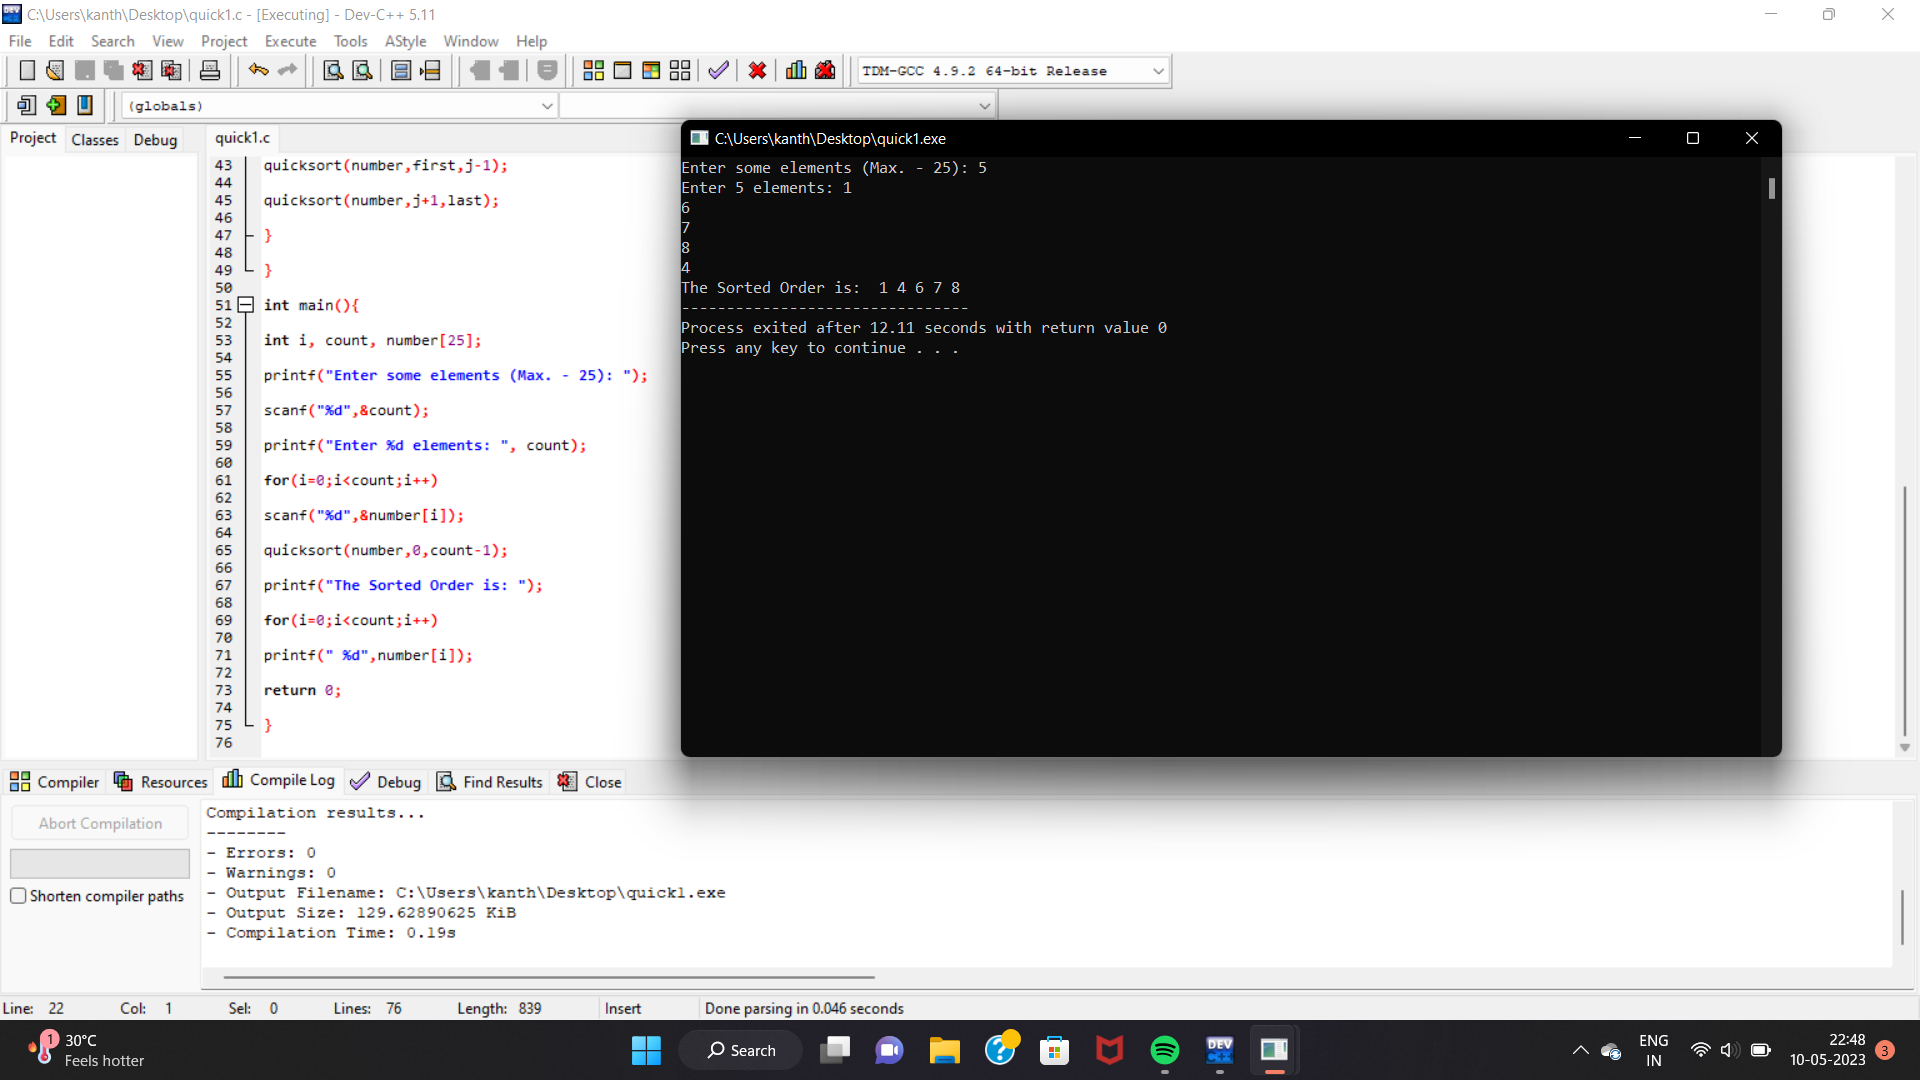 C:\Users\kanth\Desktop\quick1.c - [Executing] - Dev-C++ 5.11
File Edit Search View Project Execute Tools AStyle Window Help
TDM-GCC 4.9.2 64-bit Release
(globals)
Project Classes Debug
quick1.c
43 quicksort(number,first,j-1);
44
45 quicksort(number,j+1,last);
46
47 }
48
49 }
50
51 int main(){
52
53 int i, count, number[25];
54
55 printf("Enter some elements (Max. - 25): ");
56
57 scanf("%d",&count);
58
59 printf("Enter %d elements: ", count);
60
61 for(i=0;i<count;i++)
62
63 scanf("%d",&number[i]);
64
65 quicksort(number,0,count-1);
66
67 printf("The Sorted Order is: ");
68
69 for(i=0;i<count;i++)
70
71 printf(" %d",number[i]);
72
73 return 0;
74
75 }
76
C:\Users\kanth\Desktop\quick1.exe
Enter some elements (Max. - 25): 5
Enter 5 elements: 1
6
7
8
4
The Sorted Order is:  1 4 6 7 8
--------------------------------
Process exited after 12.11 seconds with return value 0
Press any key to continue . . .
Compiler Resources Compile Log Debug Find Results Close
Abort Compilation
Shorten compiler paths
Compilation results...
--------
- Errors: 0
- Warnings: 0
- Output Filename: C:\Users\kanth\Desktop\quick1.exe
- Output Size: 129.62890625 KiB
- Compilation Time: 0.19s
Line: 22 Col: 1 Sel: 0 Lines: 76 Length: 839 Insert Done parsing in 0.046 seconds
1
30°C
Feels hotter
Search
DEV C++
ENG
IN
22:48
10-05-2023
3